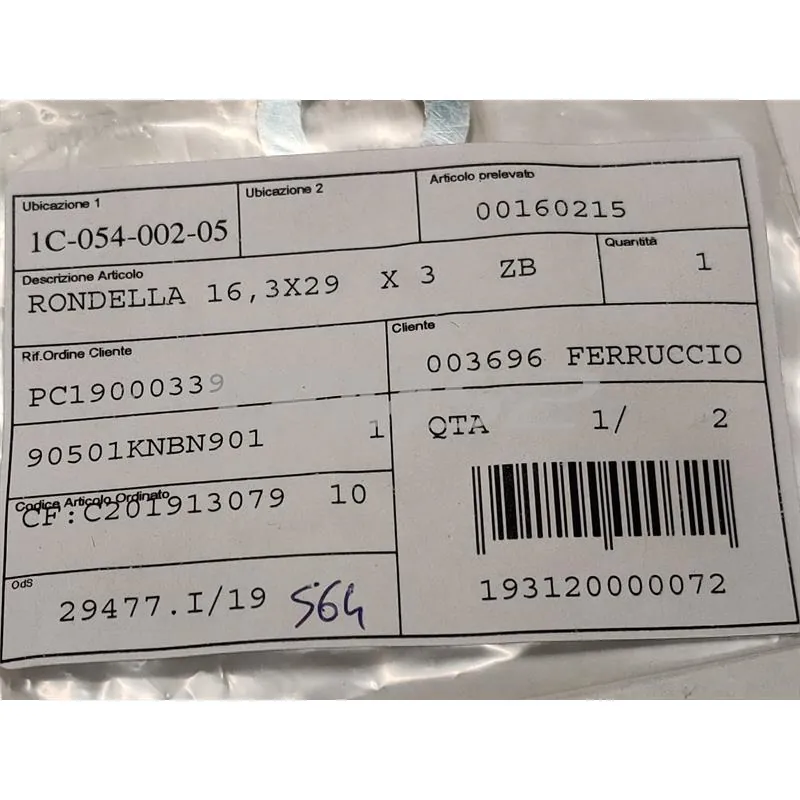 Ubicazione 1
1C-054-002-05
Ubicazione 2
Articolo prelevato
00160215
Descrizione Articolo
RONDELLA 16,3X29 X 3 ZB
Quantità
1
Rif.Ordine Cliente
PC19000339
Cliente
003696 FERRUCCIO
90501KNBN901 1
QTA 1/ 2
Codice Articolo Ordinato
CF:C201913079 10
OdS
29477.I/19 564
193120000072